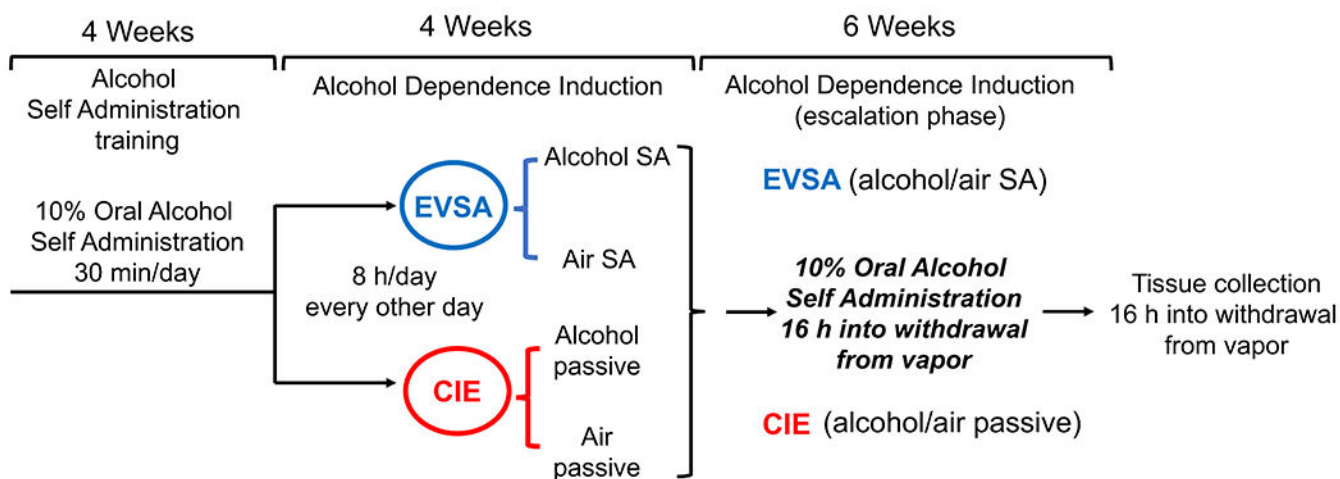 4 Weeks
4 Weeks
6 Weeks
Alcohol
Self Administration
training
Alcohol Dependence Induction
Alcohol Dependence Induction
(escalation phase)
10% Oral Alcohol
Self Administration
30 min/day
EVSA
Alcohol SA
Air SA
8 h/day
every other day
CIE
Alcohol
passive
Air
passive
EVSA (alcohol/air SA)
10% Oral Alcohol
Self Administration
16 h into withdrawal
from vapor
CIE (alcohol/air passive)
Tissue collection
16 h into withdrawal
from vapor